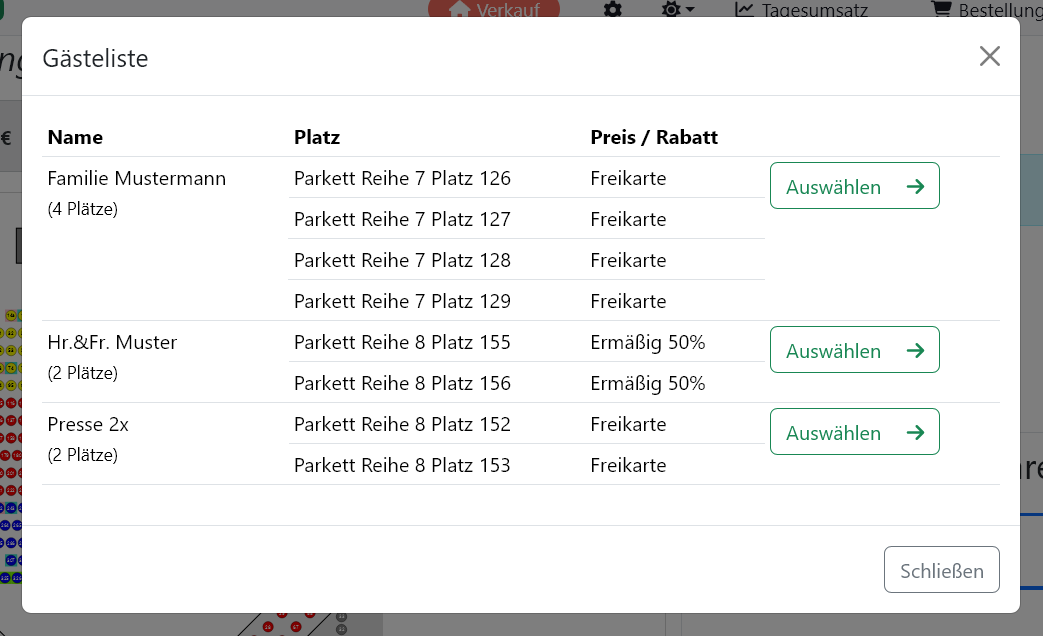 Verkauf Tagesumsatz Bestellung
Gästeliste
€
Name Platz Preis / Rabatt
Familie Mustermann Parkett Reihe 7 Platz 126 Freikarte Auswählen →
(4 Plätze)
Parkett Reihe 7 Platz 127 Freikarte
Parkett Reihe 7 Platz 128 Freikarte
Parkett Reihe 7 Platz 129 Freikarte
Hr.&Fr. Muster Parkett Reihe 8 Platz 155 Ermäßig 50% Auswählen →
(2 Plätze)
Parkett Reihe 8 Platz 156 Ermäßig 50%
Presse 2x Parkett Reihe 8 Platz 152 Freikarte Auswählen →
(2 Plätze)
Parkett Reihe 8 Platz 153 Freikarte
Schließen